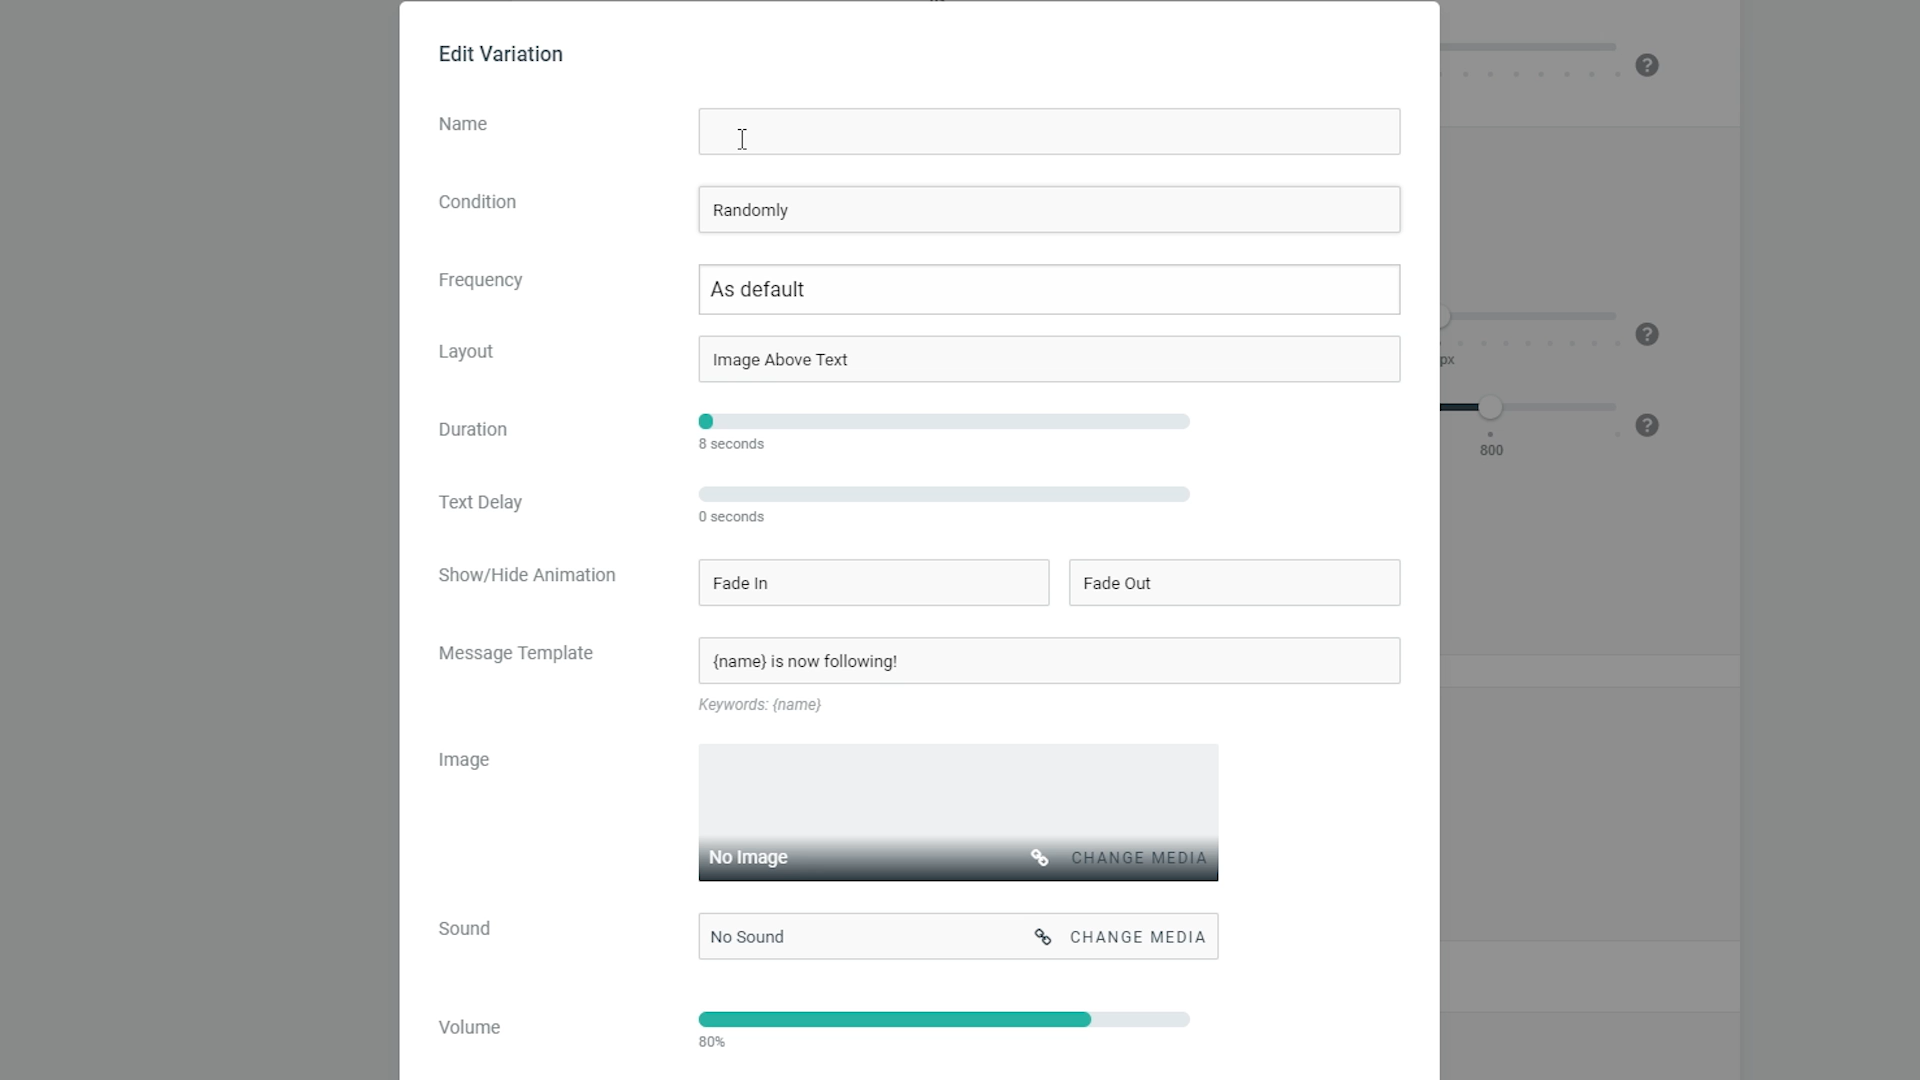 Edit Variation
Name
Condition
Randomly
Frequency
As default
Layout
Image Above Text
Duration
8 seconds
Text Delay
0 seconds
Show/Hide Animation
Fade In
Fade Out
Message Template
{name} is now following!
Keywords: {name}
Image
No Image
CHANGE MEDIA
Sound
No Sound
CHANGE MEDIA
Volume
80%
?
?
px
?
800